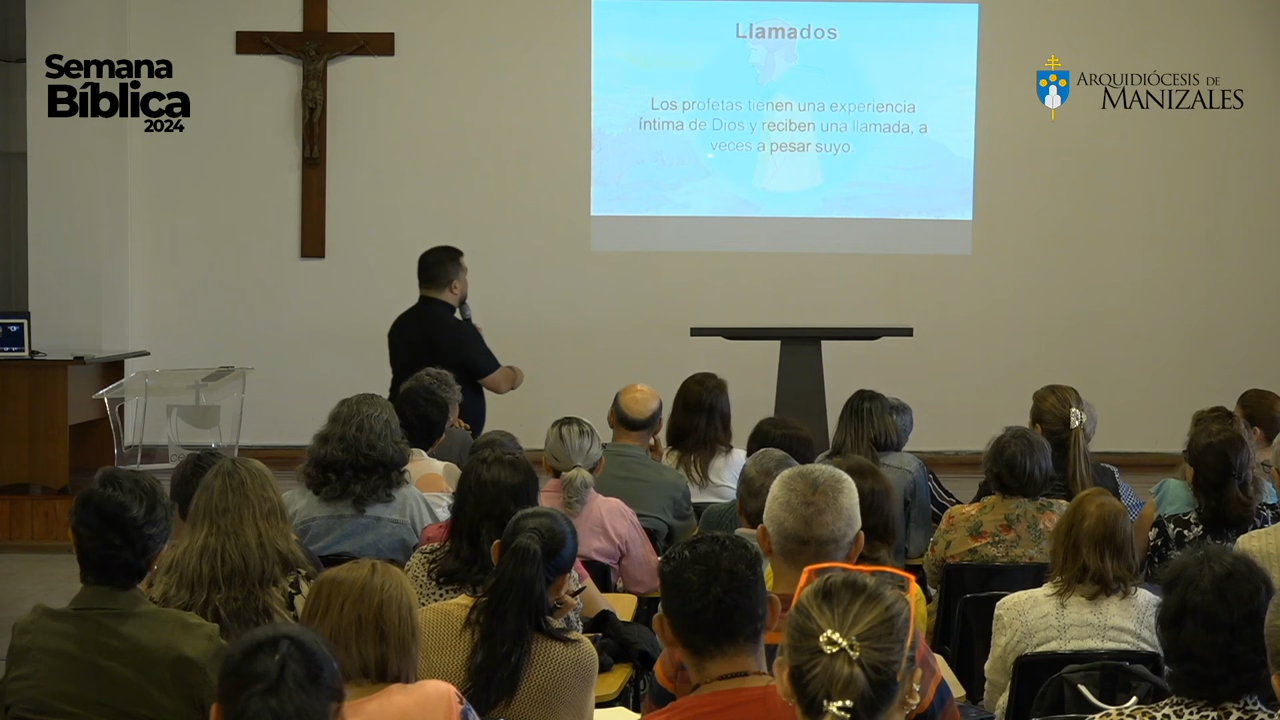 Semana
Bíblica
2024
Llamados
Los profetas tienen una experiencia
íntima de Dios y reciben una llamada, a
veces a pesar suyo.
ARQUIDIÓCESIS DE
MANIZALES